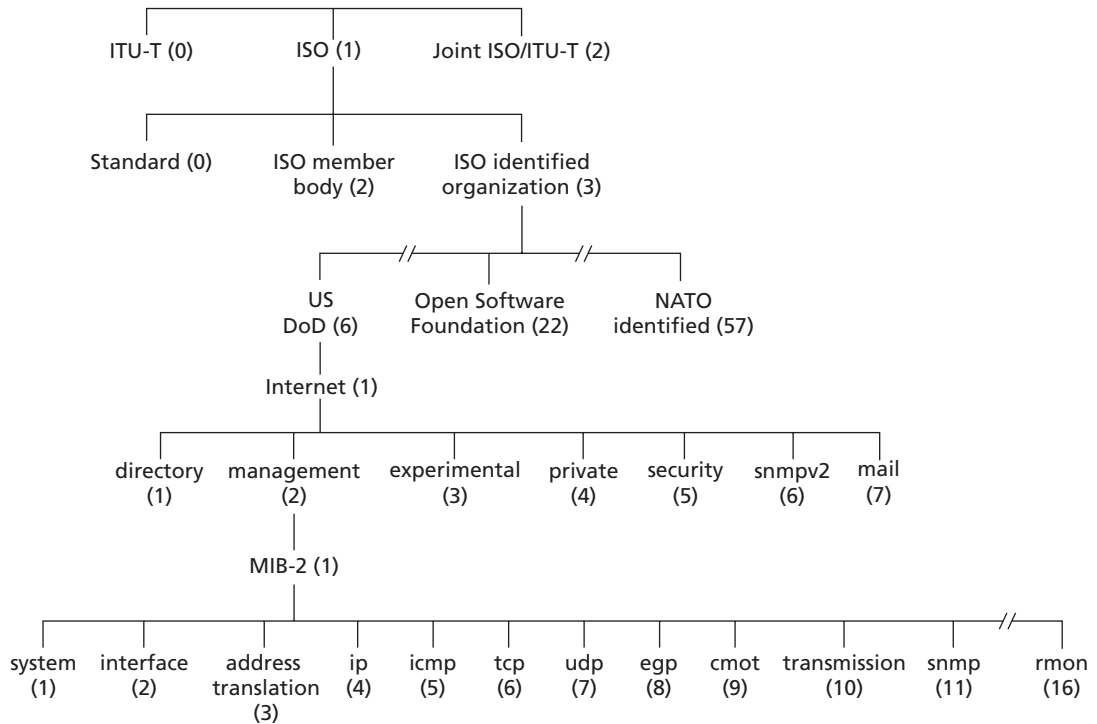 ITU-T (0)
ISO (1)
Joint ISO/ITU-T (2)
Standard (0)
ISO member
body (2)
ISO identified
organization (3)
US
DoD (6)
Open Software
Foundation (22)
NATO
identified (57)
Internet (1)
directory
(1)
management
(2)
experimental
(3)
private
(4)
security
(5)
snmpv2
(6)
mail
(7)
MIB-2 (1)
system
(1)
interface
(2)
address
translation
(3)
ip
(4)
icmp
(5)
tcp
(6)
udp
(7)
egp
(8)
cmot
(9)
transmission
(10)
snmp
(11)
rmon
(16)